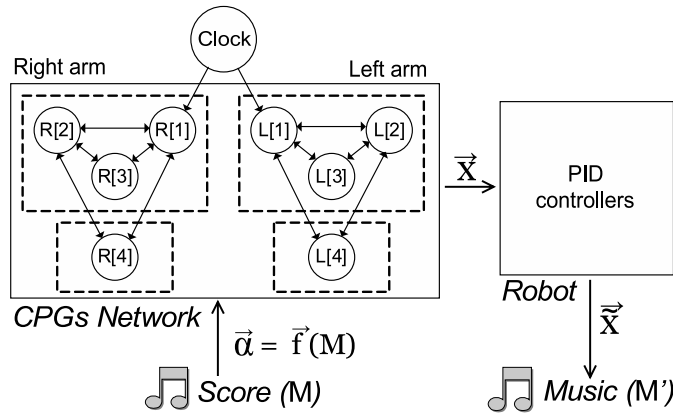 Clock
Right arm
Left arm
R[2]
R[1]
L[1]
L[2]
R[3]
L[3]
R[4]
L[4]
x⃗
PID
controllers
CPGs Network
Robot
α⃗ = f⃗(M)
x̃⃗
Score (M)
Music (M')